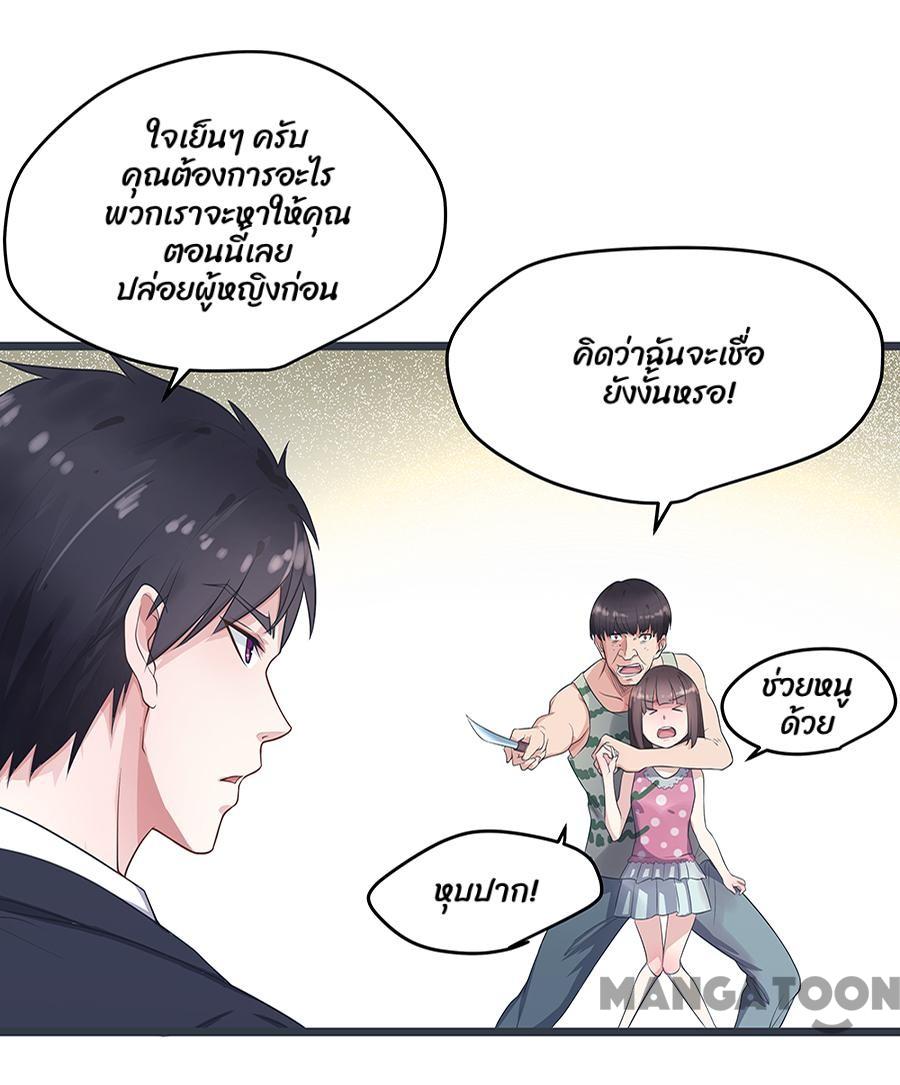 ใจเย็นๆ ครับ
คุณต้องการอะไร
พวกเราจะหาให้คุณ
ตอนนี้เลย
ปล่อยผู้หญิงก่อน
คิดว่าฉันจะเชื่อ
ยังงั้นหรอ!
ช่วยหนู
ด้วย
หุบปาก!
MANGATOON